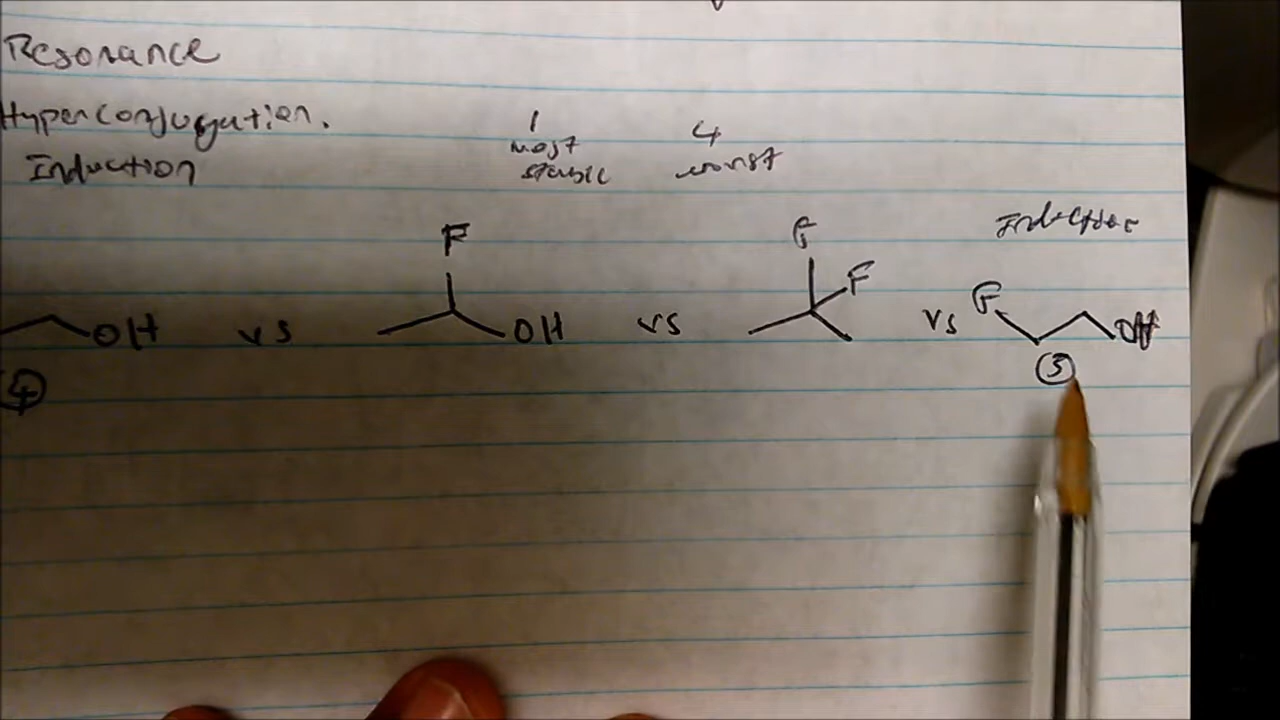 Resonance
Hyperconjugation.
Induction
1
most
stable
4
worst
Induction
F
F
F
F
OH vs OH vs vs OH
4
3